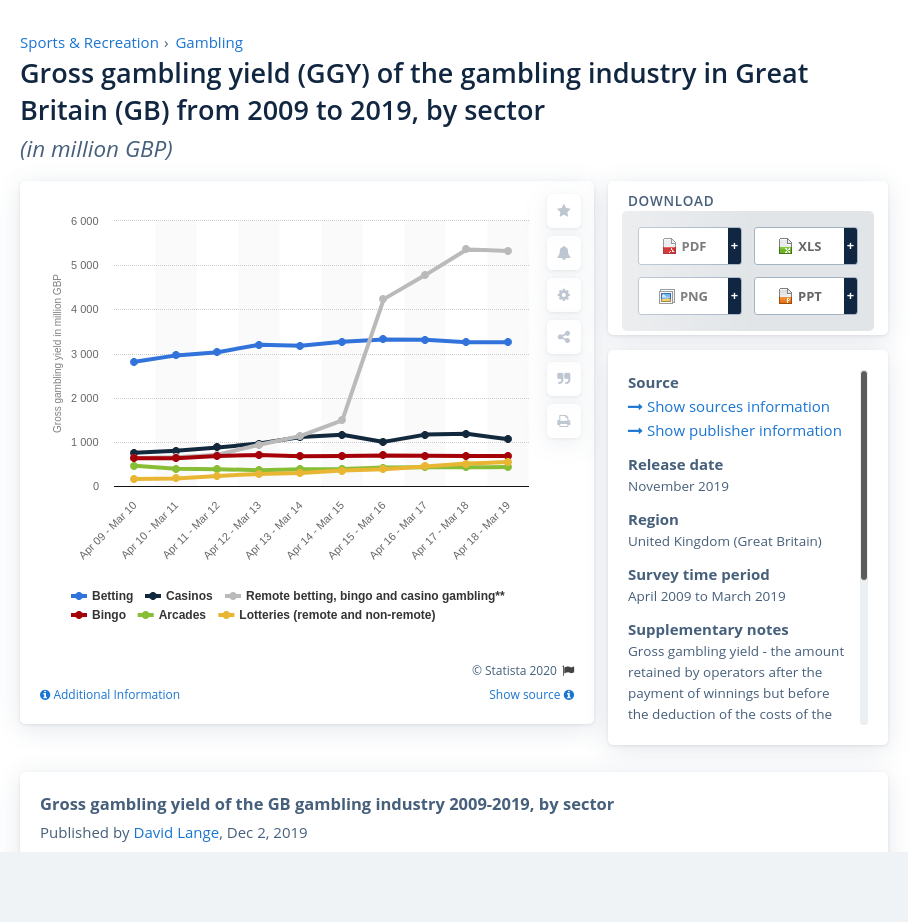 Sports & Recreation › Gambling
Gross gambling yield (GGY) of the gambling industry in Great
Britain (GB) from 2009 to 2019, by sector
(in million GBP)
Gross gambling yield in million GBP
6 000
5 000
4 000
3 000
2 000
1 000
0
Apr 09 - Mar 10
Apr 10 - Mar 11
Apr 11 - Mar 12
Apr 12 - Mar 13
Apr 13 - Mar 14
Apr 14 - Mar 15
Apr 15 - Mar 16
Apr 16 - Mar 17
Apr 17 - Mar 18
Apr 18 - Mar 19
Betting Casinos Remote betting, bingo and casino gambling**
Bingo Arcades Lotteries (remote and non-remote)
© Statista 2020
Additional Information Show source
DOWNLOAD
PDF + XLS +
PNG + PPT +
Source
Show sources information
Show publisher information
Release date
November 2019
Region
United Kingdom (Great Britain)
Survey time period
April 2009 to March 2019
Supplementary notes
Gross gambling yield - the amount
retained by operators after the
payment of winnings but before
the deduction of the costs of the
Gross gambling yield of the GB gambling industry 2009-2019, by sector
Published by David Lange, Dec 2, 2019